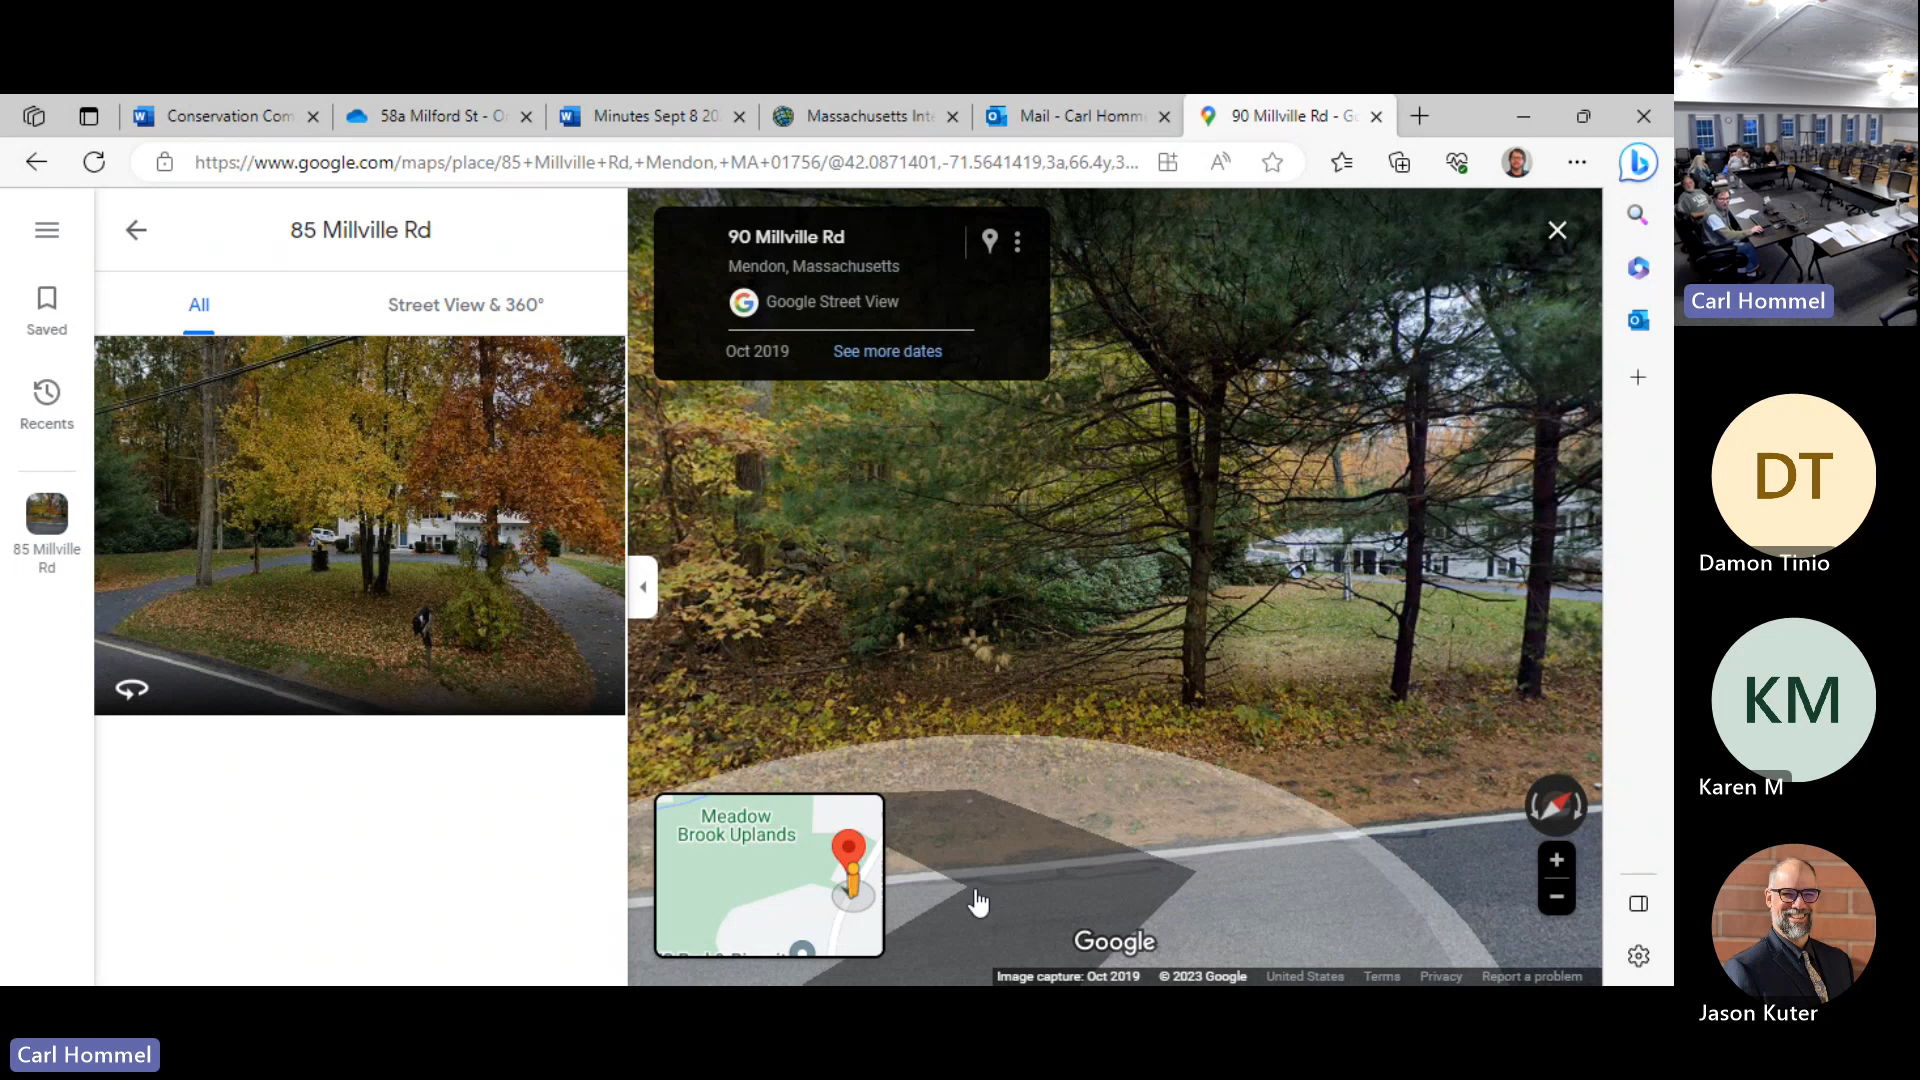 Conservation Com
58a Milford St - O
Minutes Sept 8 20
Massachusetts Inte
Mail - Carl Homm
90 Millville Rd - G
https://www.google.com/maps/place/85+Millville+Rd,+Mendon,+MA+01756/@42.0871401,-71.5641419,3a,66.4y,3...
85 Millville Rd
All
Street View & 360°
Saved
Recents
85 Millville
Rd
90 Millville Rd
Mendon, Massachusetts
Google Street View
Oct 2019
See more dates
Meadow
Brook Uplands
Google
Image capture: Oct 2019
© 2023 Google
United States
Terms
Privacy
Report a problem
Carl Hommel
DT
Damon Tinio
KM
Karen M
Jason Kuter
Carl Hommel